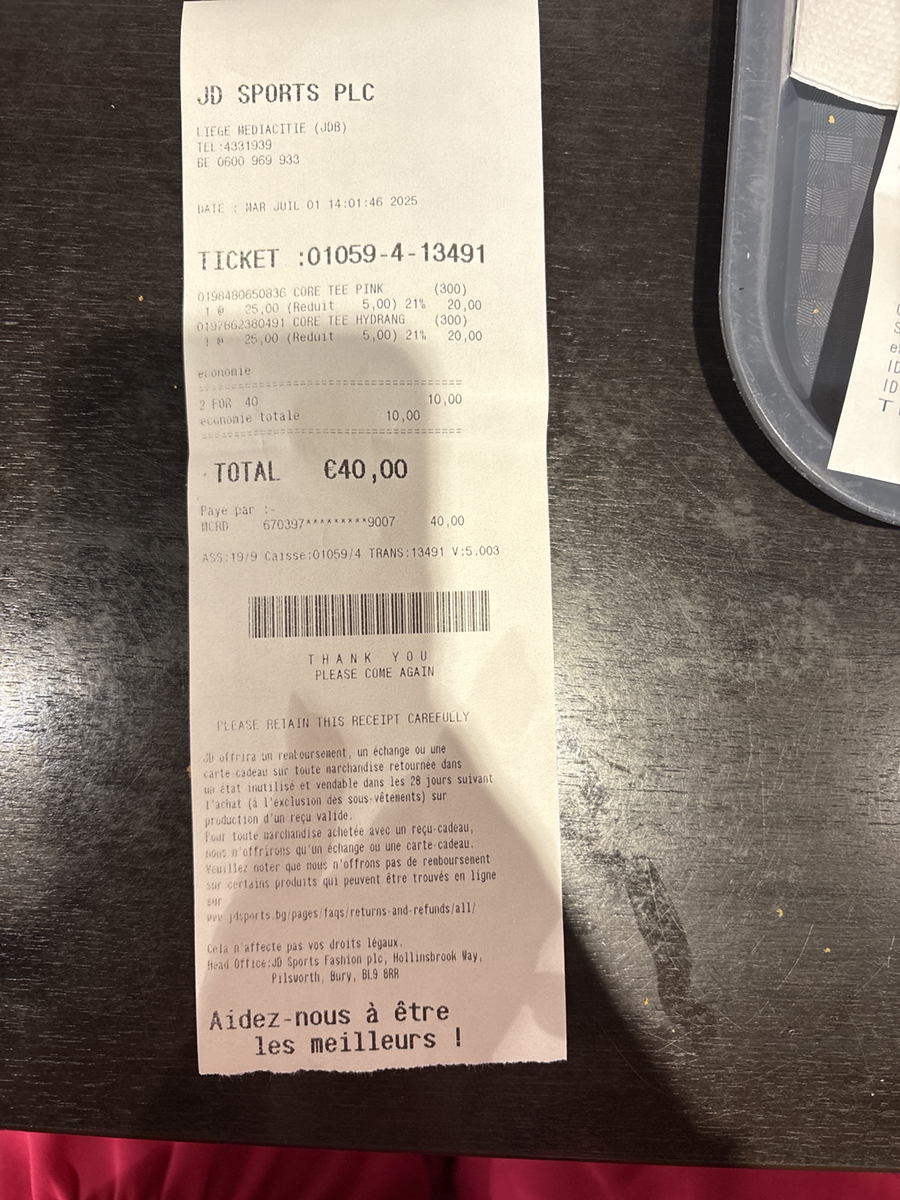 JD SPORTS PLC
LIEGE MEDIACITIE (JDB)
TEL:4331939
BE 0600 969 933
DATE : MAR JUIL 01 14:01:46 2025
TICKET :01059-4-13491
0198480650836 CORE TEE PINK (300)
1 @ 25,00 (Reduit 5,00) 21% 20,00
0197862380491 CORE TEE HYDRANG (300)
1 @ 25,00 (Reduit 5,00) 21% 20,00
economie
2 FOR 40 10,00
economie totale 10,00
TOTAL €40,00
Paye par :-
MCRD 670397*********9007 40,00
ASS:19/9 Caisse:01059/4 TRANS:13491 V:5.003
THANK YOU
PLEASE COME AGAIN
PLEASE RETAIN THIS RECEIPT CAREFULLY
JD offrira un remboursement, un échange ou une
carte-cadeau sur toute marchandise retournée dans
un état inutilisé et vendable dans les 28 jours suivant
l'achat (à l'exclusion des sous-vêtements) sur
production d'un reçu valide.
Pour toute marchandise achetée avec un reçu-cadeau,
nous n'offrirons qu'un échange ou une carte-cadeau.
Veuillez noter que nous n'offrons pas de remboursement
sur certains produits qui peuvent être trouvés en ligne
sur
www.jdsports.bg/pages/faqs/returns-and-refunds/all/
Cela n'affecte pas vos droits légaux.
Head Office:JD Sports Fashion plc, Hollinsbrook Way,
Pilsworth, Bury, BL9 8RR
Aidez-nous à être
les meilleurs !
ID
ID